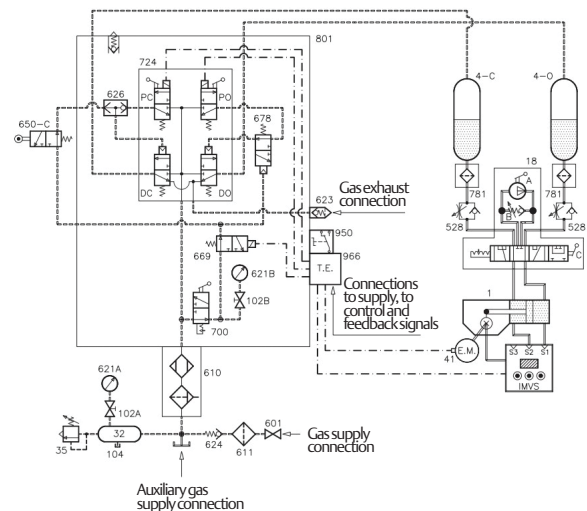 801
724
626
PC
PO
678
650-C
DC
DO
4-C
4-O
18
A
781
B
781
528
528
C
623
Gas exhaust
connection
950
966
T.E.
669
621B
102B
700
Connections
to supply, to
control and
feedback signals
1
E.M.
41
S3
S2
S1
IMVS
610
621A
102A
32
35
104
624
611
601
Gas supply
connection
Auxiliary gas
supply connection